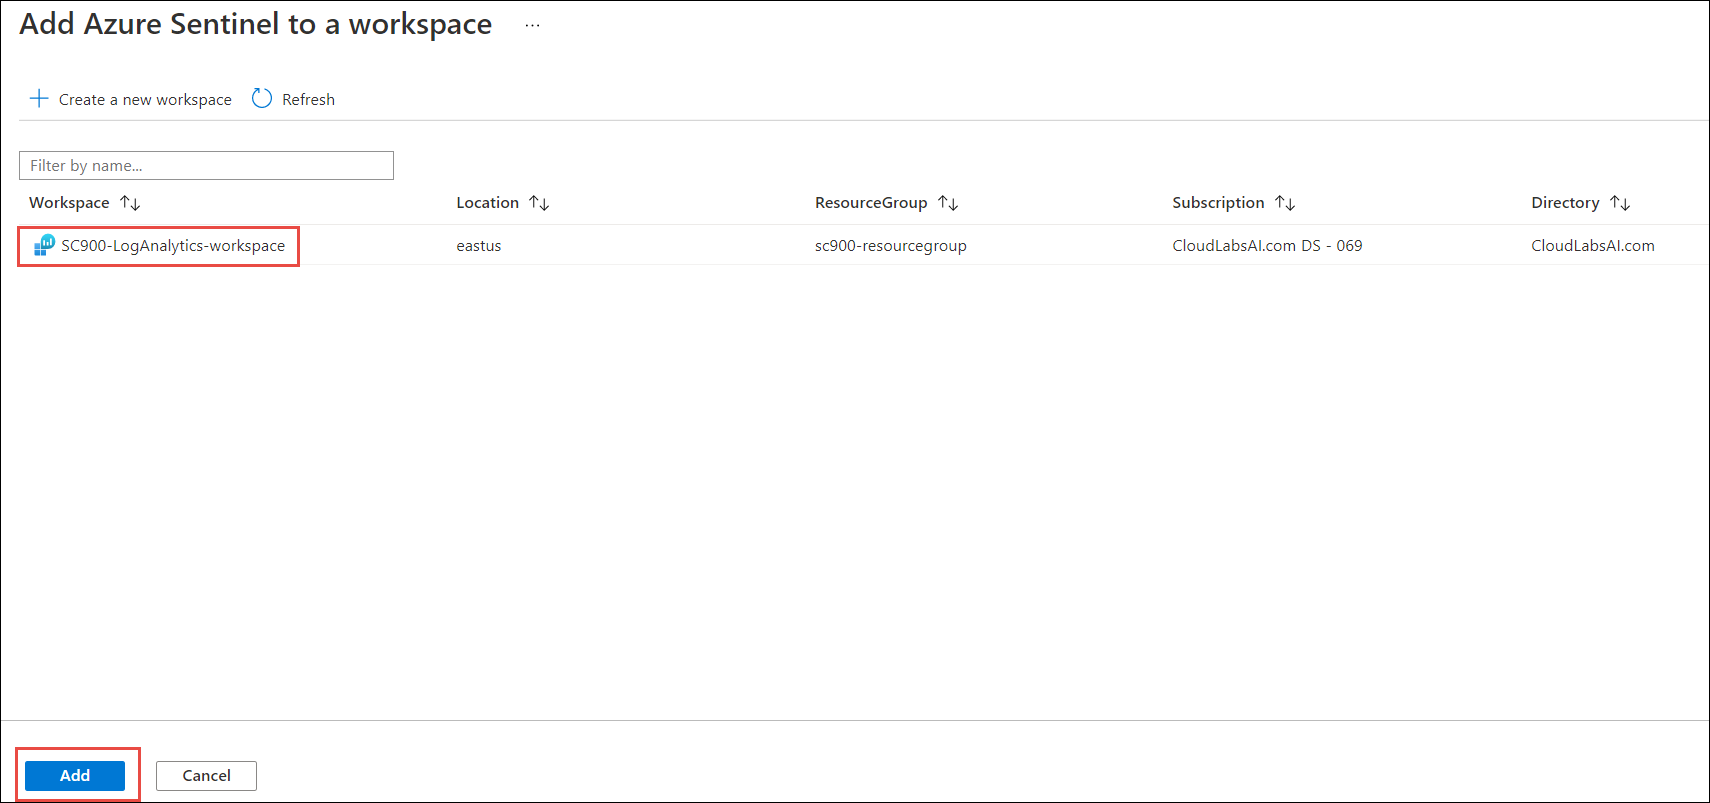 Add Azure Sentinel to a workspace ...
Create a new workspace Refresh
Filter by name...
Workspace ↑↓ Location ↑↓ ResourceGroup ↑↓ Subscription ↑↓ Directory ↑↓
SC900-LogAnalytics-workspace eastus sc900-resourcegroup CloudLabsAI.com DS - 069 CloudLabsAI.com
Add Cancel